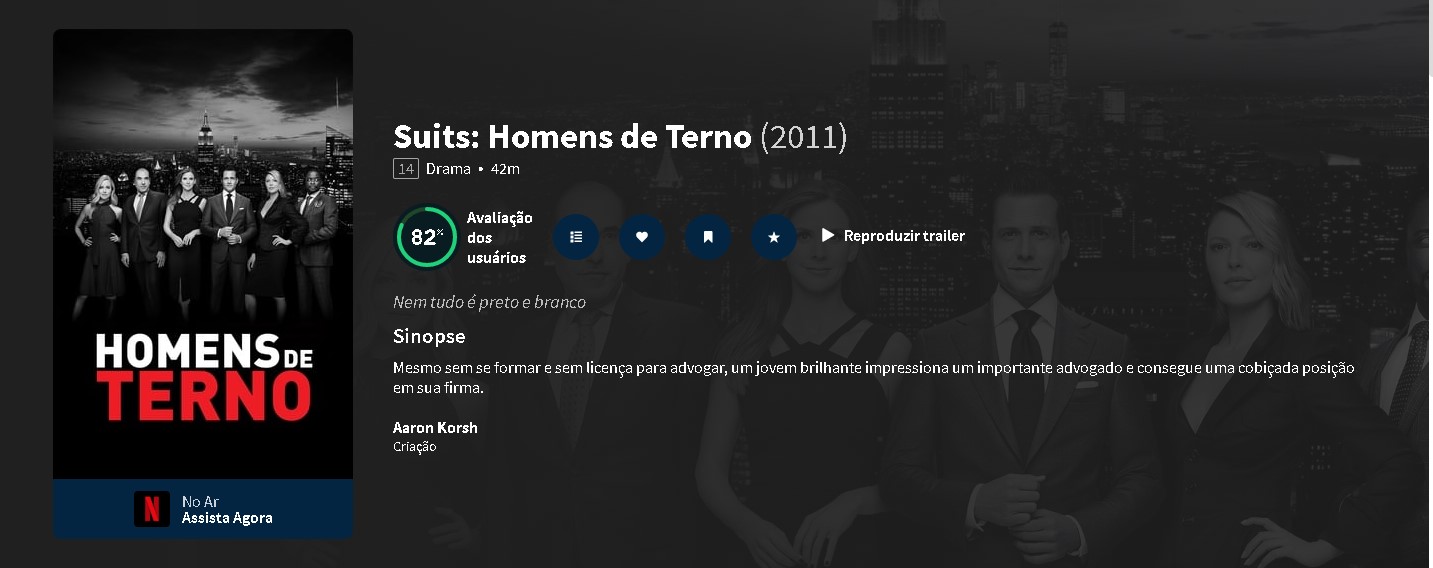 HOMENS DE
TERNO
No Ar
Assista Agora
Suits: Homens de Terno (2011)
14 Drama • 42m
82%
Avaliação
dos
usuários
Reproduzir trailer
Nem tudo é preto e branco
Sinopse
Mesmo sem se formar e sem licença para advogar, um jovem brilhante impressiona um importante advogado e consegue uma cobiçada posição
em sua firma.
Aaron Korsh
Criação